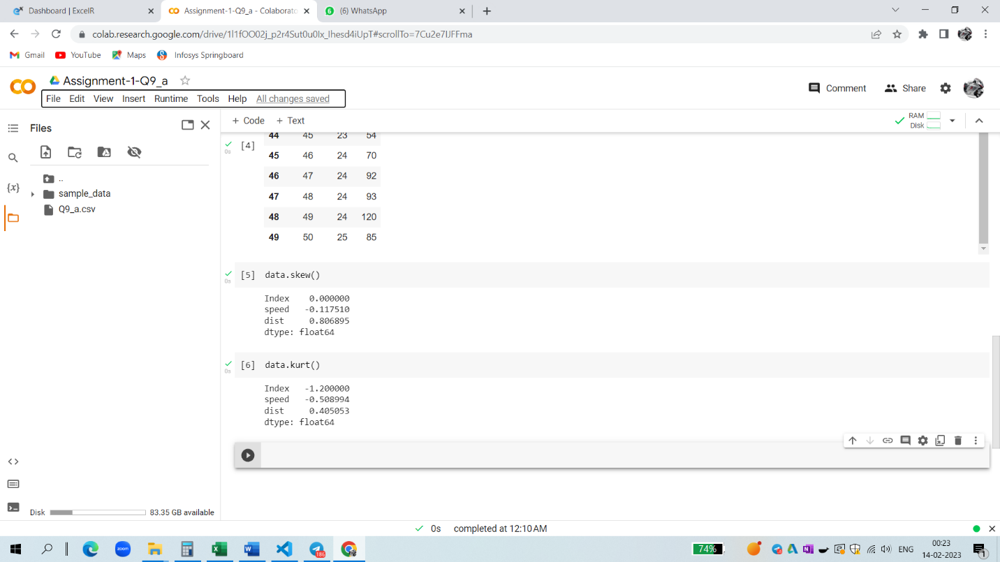 Dashboard | ExcelR
Assignment-1-Q9_a - Colaborato
(6) WhatsApp
colab.research.google.com/drive/1l1fOO02j_p2r4Sut0u0Ix_Ihesd4iUpT#scrollTo=7Cu2e7IJFFma
Gmail YouTube Maps Infosys Springboard
Assignment-1-Q9_a
File Edit View Insert Runtime Tools Help All changes saved
Comment Share
Files
+ Code + Text
RAM
Disk
..
sample_data
Q9_a.csv
[4]
0s
44 45 23 54
45 46 24 70
46 47 24 92
47 48 24 93
48 49 24 120
49 50 25 85
[5] data.skew()
0s
Index 0.000000
speed -0.117510
dist 0.806895
dtype: float64
[6] data.kurt()
0s
Index -1.200000
speed -0.508994
dist 0.405053
dtype: float64
{x}
Disk 83.35 GB available
0s completed at 12:10 AM
zoom
186
74%
ENG
00:23
14-02-2023
1